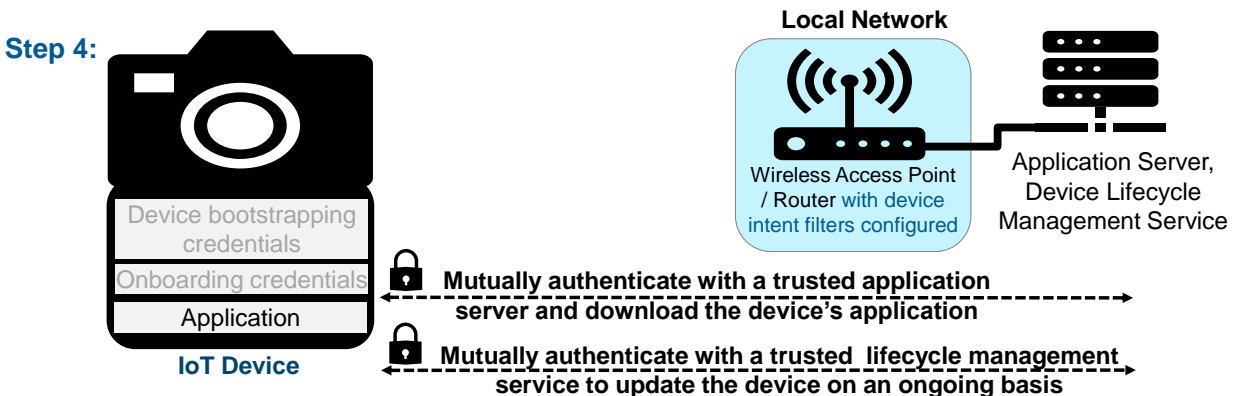 Step 4:
Local Network
Wireless Access Point
/ Router with device
intent filters configured
Application Server,
Device Lifecycle
Management Service
Device bootstrapping
credentials
Onboarding credentials
Application
IoT Device
Mutually authenticate with a trusted application
server and download the device's application
Mutually authenticate with a trusted lifecycle management
service to update the device on an ongoing basis